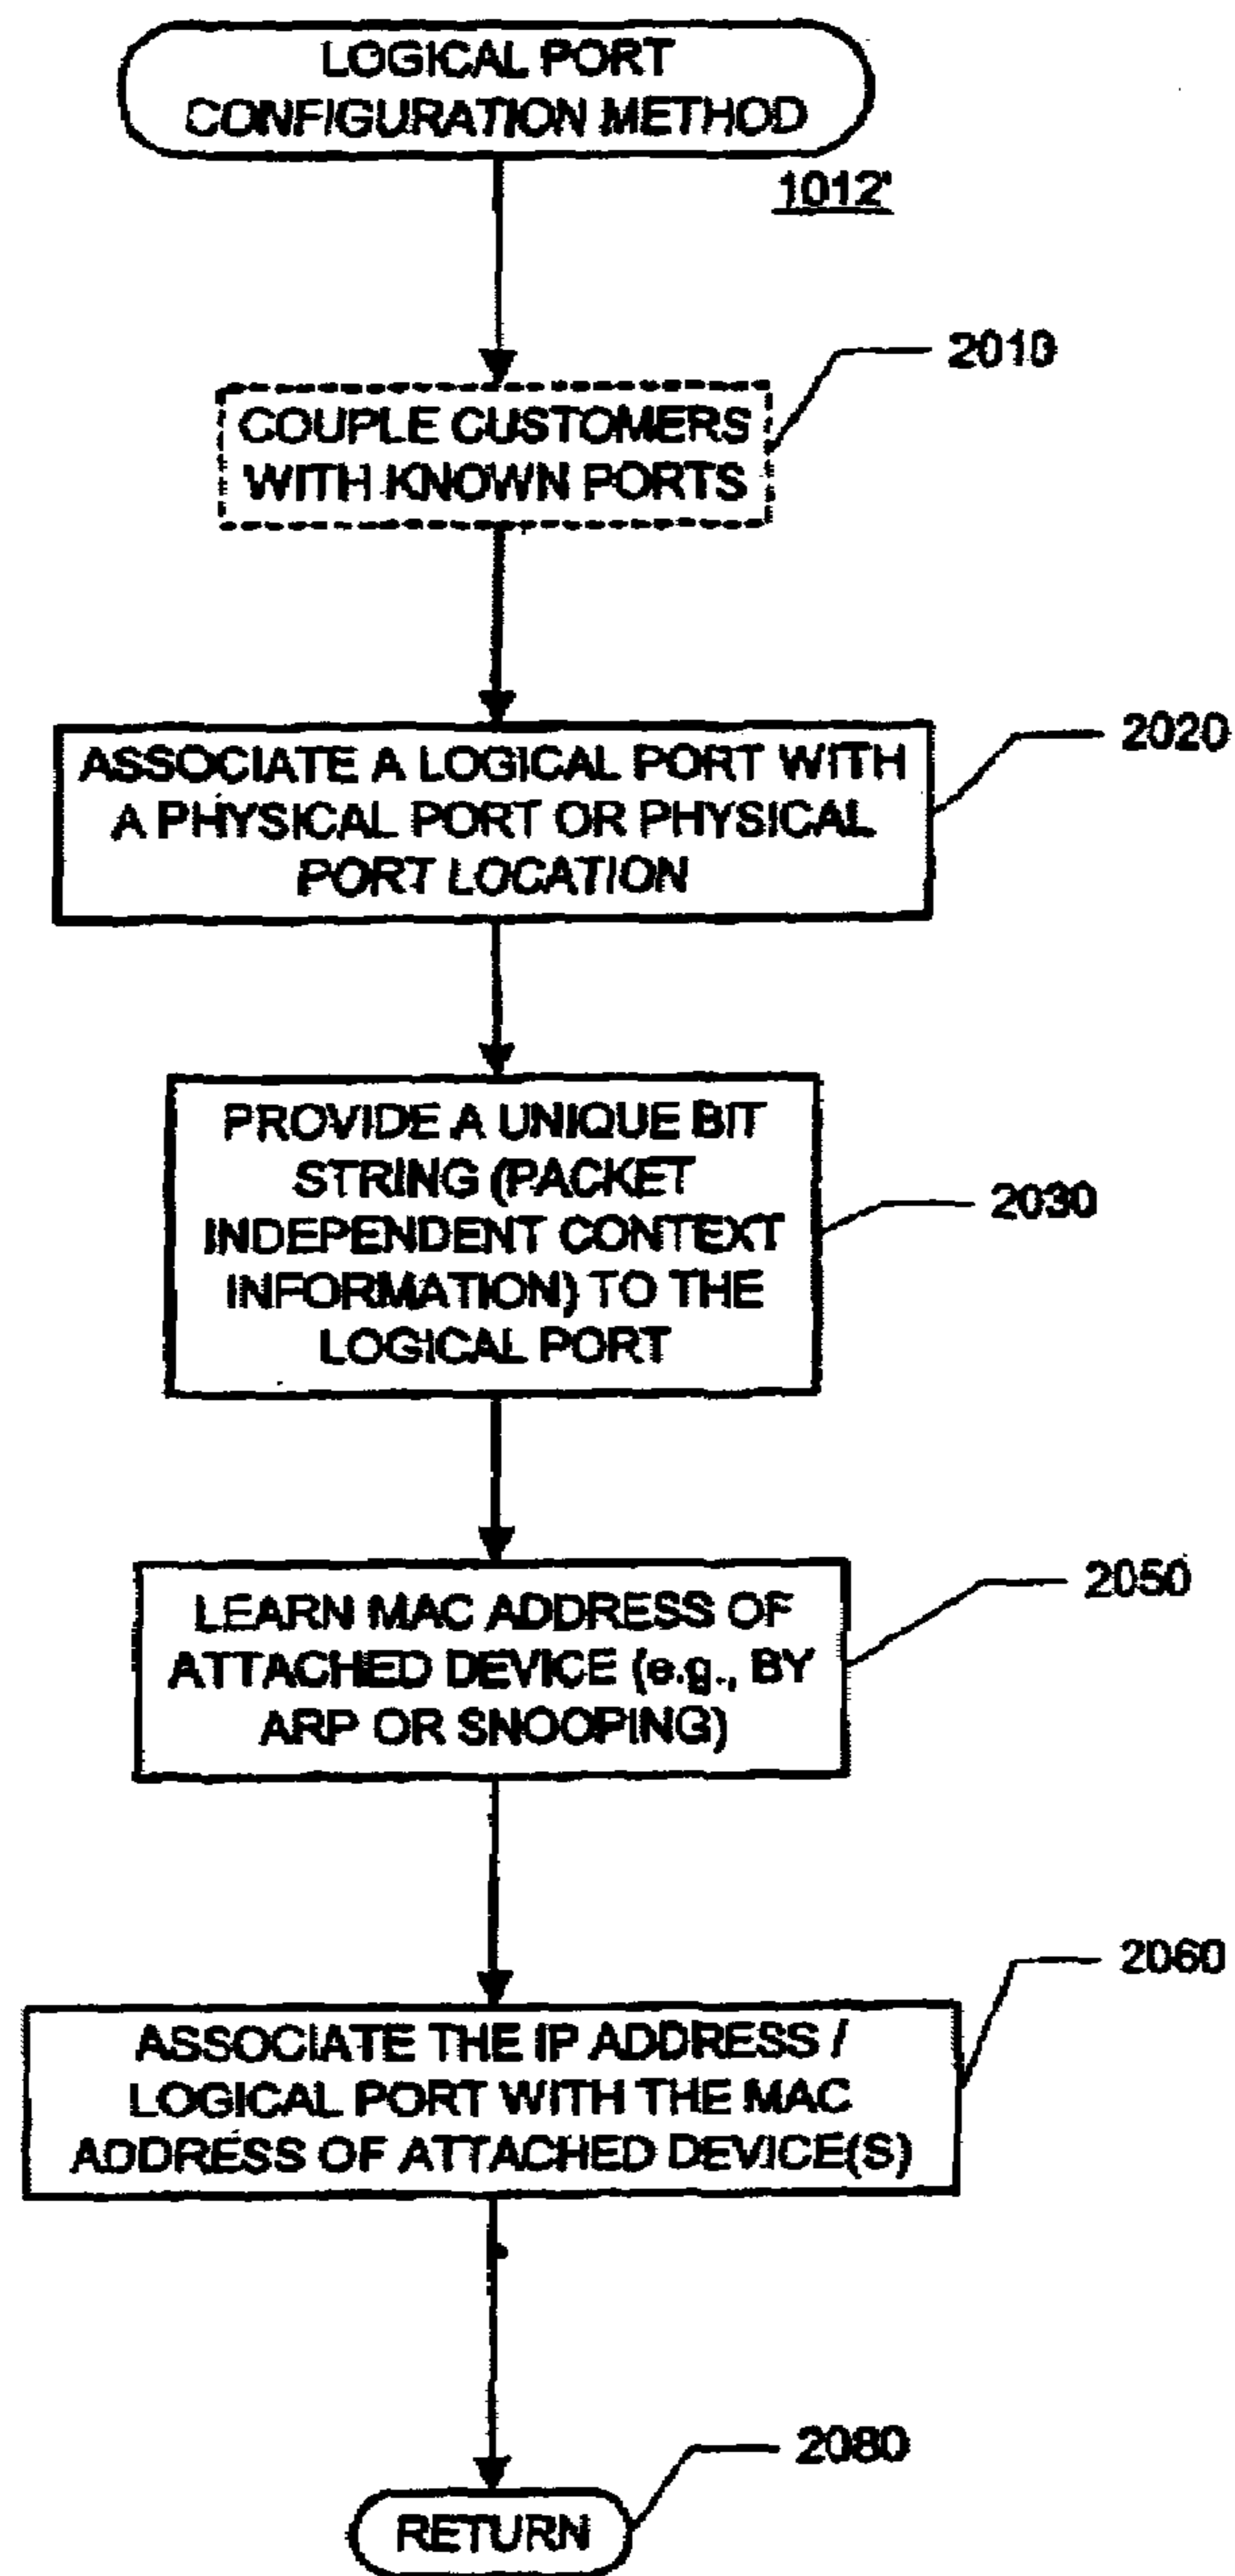 LOGICAL PORT
CONFIGURATION METHOD
1012'
2010
COUPLE CUSTOMERS
WITH KNOWN PORTS
2020
ASSOCIATE A LOGICAL PORT WITH
A PHYSICAL PORT OR PHYSICAL
PORT LOCATION
PROVIDE A UNIQUE BIT
STRING (PACKET
INDEPENDENT CONTEXT
INFORMATION) TO THE
LOGICAL PORT
2030
LEARN MAC ADDRESS OF
ATTACHED DEVICE (e.g., BY
ARP OR SNOOPING)
2050
2060
ASSOCIATE THE IP ADDRESS /
LOGICAL PORT WITH THE MAC
ADDRESS OF ATTACHED DEVICE(S)
2080
RETURN